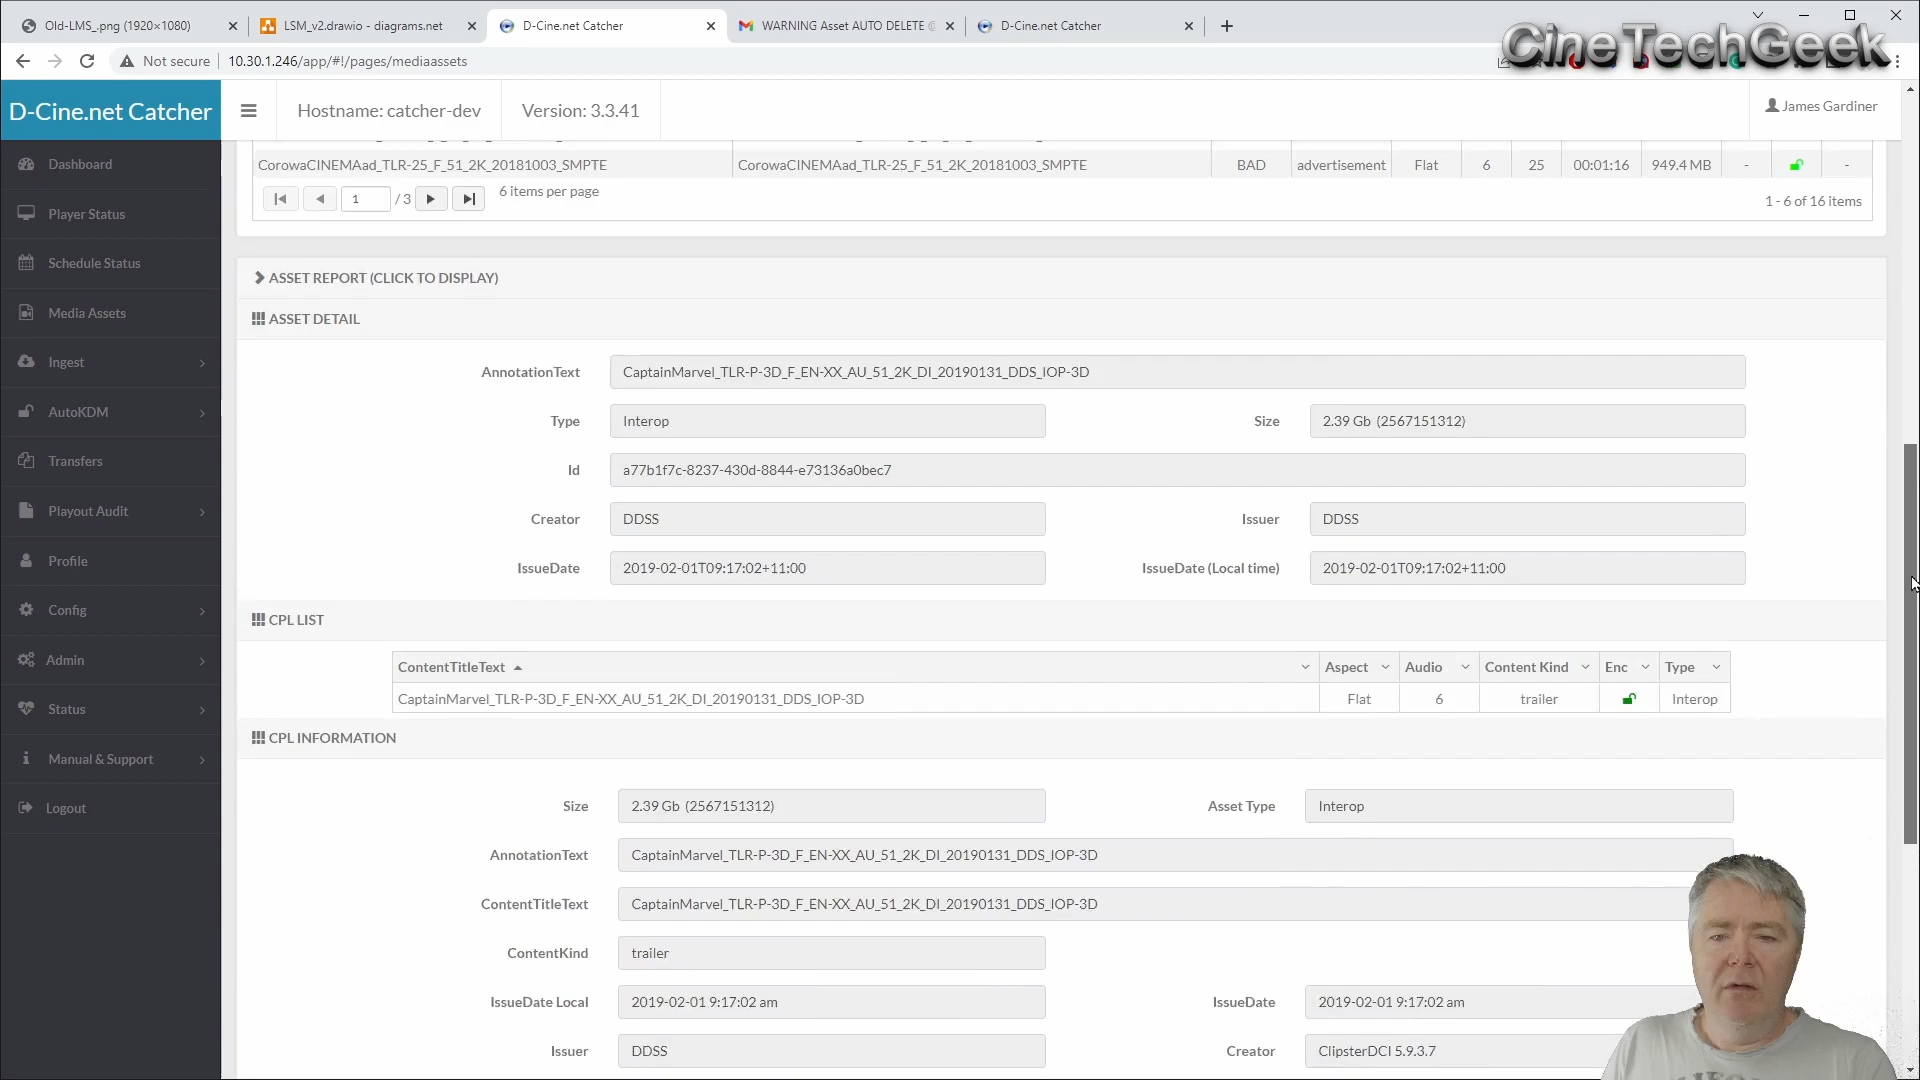 Old-LMS_.png (1920×1080)
LSM_v2.drawio - diagrams.net
D-Cine.net Catcher
WARNING Asset AUTO DELETE
D-Cine.net Catcher
Not secure
10.30.1.246/app/#!/pages/mediaassets
CineTechGeek
D-Cine.net Catcher
Hostname: catcher-dev
Version: 3.3.41
James Gardiner
Dashboard
Player Status
Schedule Status
Media Assets
Ingest
AutoKDM
Transfers
Playout Audit
Profile
Config
Admin
Status
Manual & Support
Logout
CorowaCINEMAad_TLR-25_F_51_2K_20181003_SMPTE CorowaCINEMAad_TLR-25_F_51_2K_20181003_SMPTE BAD advertisement Flat 6 25 00:01:16 949.4 MB - -
1 / 3 6 items per page
1 - 6 of 16 items
ASSET REPORT (CLICK TO DISPLAY)
ASSET DETAIL
AnnotationText CaptainMarvel_TLR-P-3D_F_EN-XX_AU_51_2K_DI_20190131_DDS_IOP-3D
Type Interop Size 2.39 Gb (2567151312)
Id a77b1f7c-8237-430d-8844-e73136a0bec7
Creator DDSS Issuer DDSS
IssueDate 2019-02-01T09:17:02+11:00 IssueDate (Local time) 2019-02-01T09:17:02+11:00
CPL LIST
ContentTitleText Aspect Audio Content Kind Enc Type
CaptainMarvel_TLR-P-3D_F_EN-XX_AU_51_2K_DI_20190131_DDS_IOP-3D Flat 6 trailer Interop
CPL INFORMATION
Size 2.39 Gb (2567151312) Asset Type Interop
AnnotationText CaptainMarvel_TLR-P-3D_F_EN-XX_AU_51_2K_DI_20190131_DDS_IOP-3D
ContentTitleText CaptainMarvel_TLR-P-3D_F_EN-XX_AU_51_2K_DI_20190131_DDS_IOP-3D
ContentKind trailer
IssueDate Local 2019-02-01 9:17:02 am IssueDate 2019-02-01 9:17:02 am
Issuer DDSS Creator ClipsterDCI 5.9.3.7